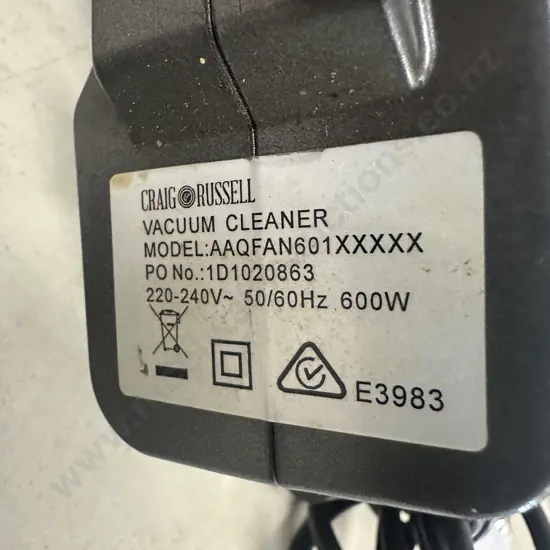 CRAIG RUSSELL
VACUUM CLEANER
MODEL:AAQFAN601XXXXX
PO No.:1D1020863
220-240V~ 50/60Hz 600W
E3983